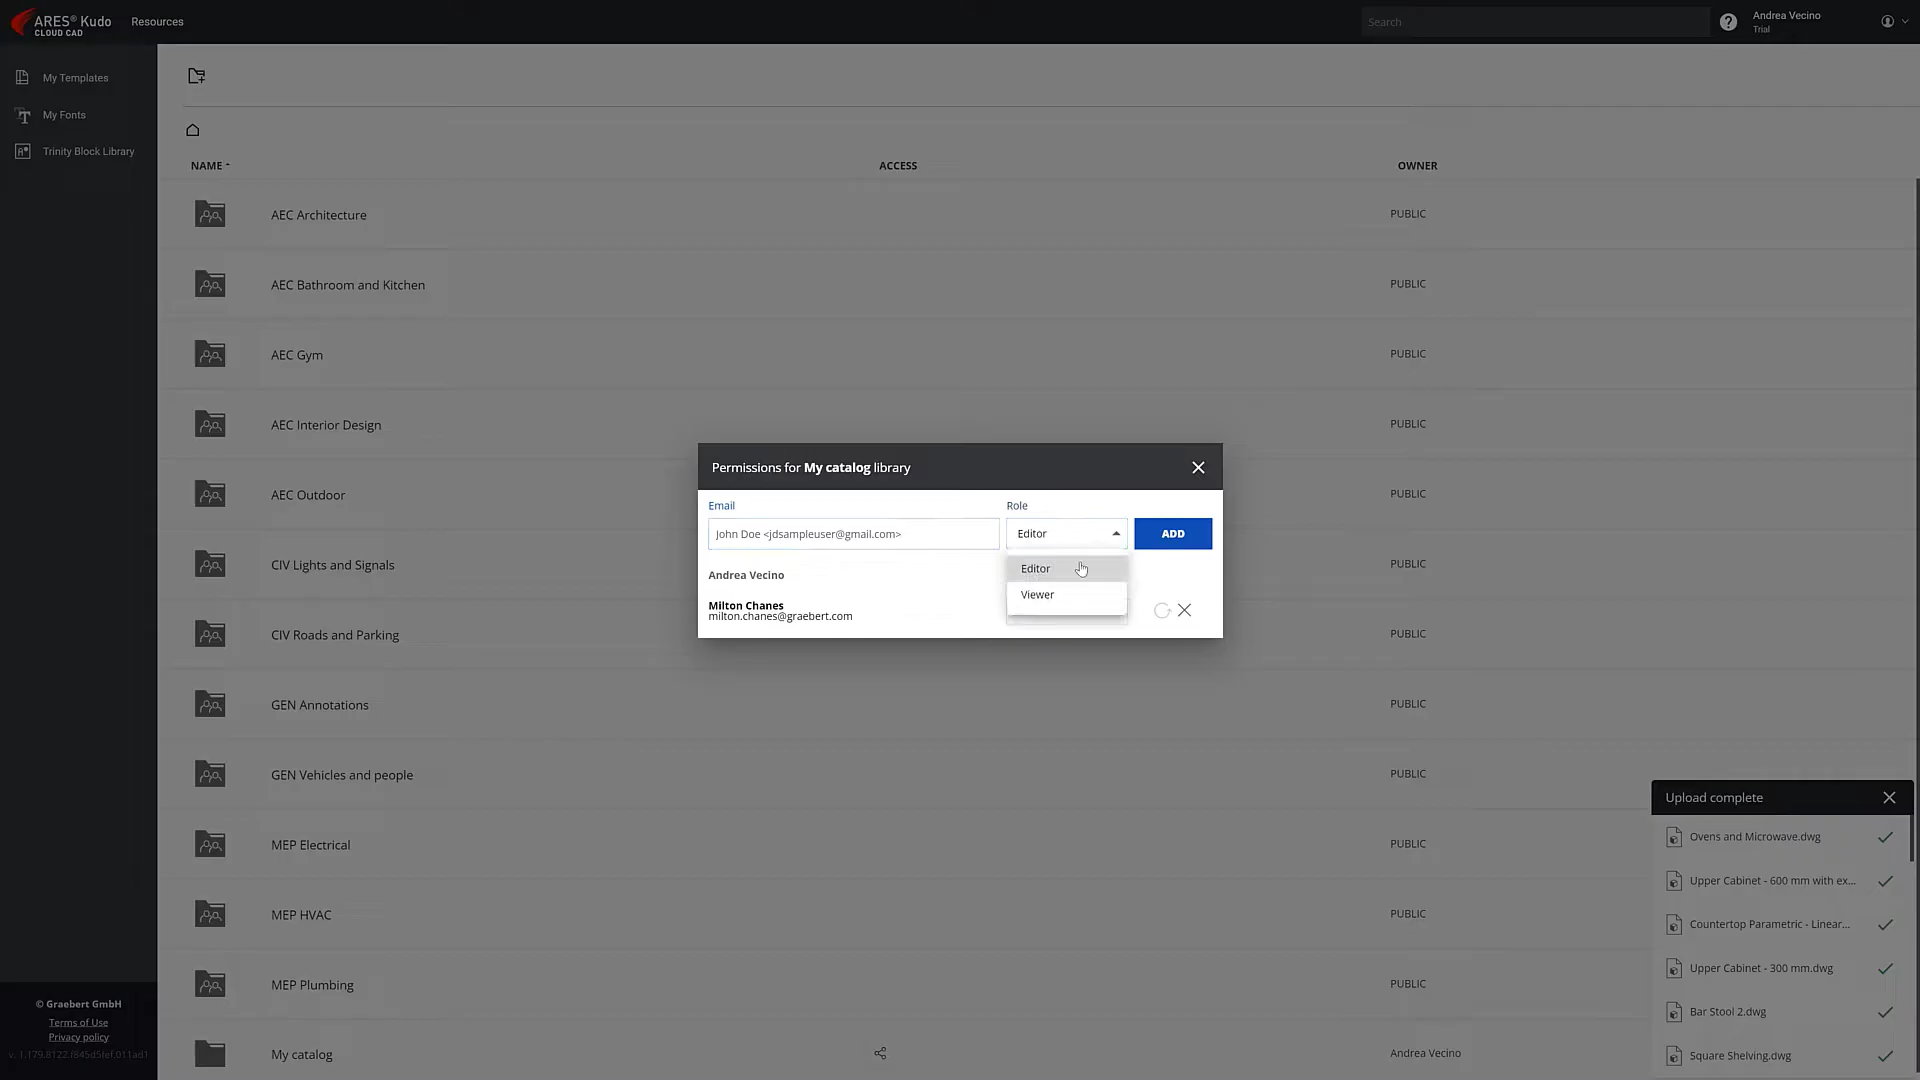 ARES® Kudo
CLOUD CAD
Resources
Search
Andrea Vecino
Trial
My Templates
My Fonts
Trinity Block Library
NAME
ACCESS
OWNER
AEC Architecture
PUBLIC
AEC Bathroom and Kitchen
PUBLIC
AEC Gym
PUBLIC
AEC Interior Design
PUBLIC
AEC Outdoor
PUBLIC
CIV Lights and Signals
PUBLIC
CIV Roads and Parking
PUBLIC
GEN Annotations
PUBLIC
GEN Vehicles and people
PUBLIC
MEP Electrical
PUBLIC
MEP HVAC
PUBLIC
MEP Plumbing
PUBLIC
My catalog
Andrea Vecino
Permissions for My catalog library
Email
Role
John Doe <jdsampleuser@gmail.com>
Editor
ADD
Andrea Vecino
Editor
Viewer
Milton Chanes
milton.chanes@graebert.com
Upload complete
Ovens and Microwave.dwg
Upper Cabinet - 600 mm with ex...
Countertop Parametric - Linear...
Upper Cabinet - 300 mm.dwg
Bar Stool 2.dwg
Square Shelving.dwg
© Graebert GmbH
Terms of Use
Privacy policy